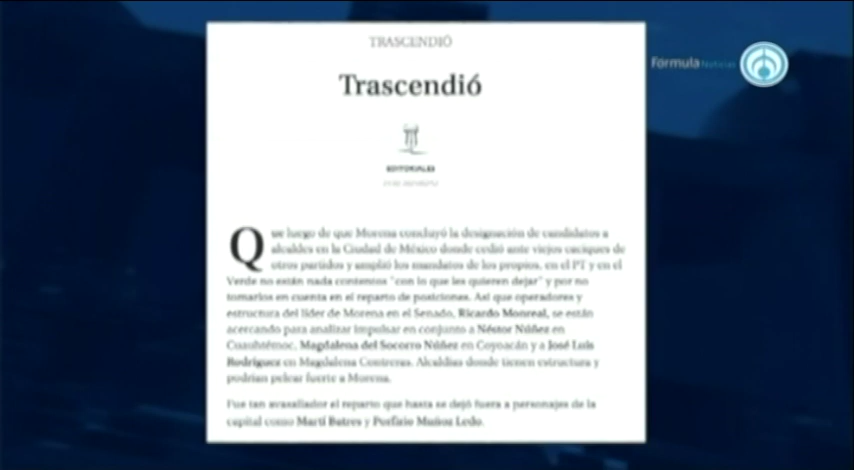 TRASCENDIÓ
Fórmula Noticias
Trascendió
EDITORIALES
Que luego de que Morena concluyó la designación de candidatos a
alcaldes en la Ciudad de México donde cedió ante viejos caciques de
otros partidos y amplió los mandatos de los propios, en el PT y en el
Verde no están nada contentos "con lo que les quieren dejar" y por no
tomarlos en cuenta en el reparto de posiciones. Así que operadores y
estructura del líder de Morena en el Senado, Ricardo Monreal, se están
acercando para analizar impulsar en conjunto a Néstor Núñez en
Cuauhtémoc, Magdalena del Socorro Núñez en Coyoacán y a José Luis
Rodríguez en Magdalena Contreras. Alcaldías donde tienen estructura y
podrían pelear fuerte a Morena.
Fue tan avasallador el reparto que hasta se dejó fuera a personajes de la
capital como Martí Batres y Porfirio Muñoz Ledo.